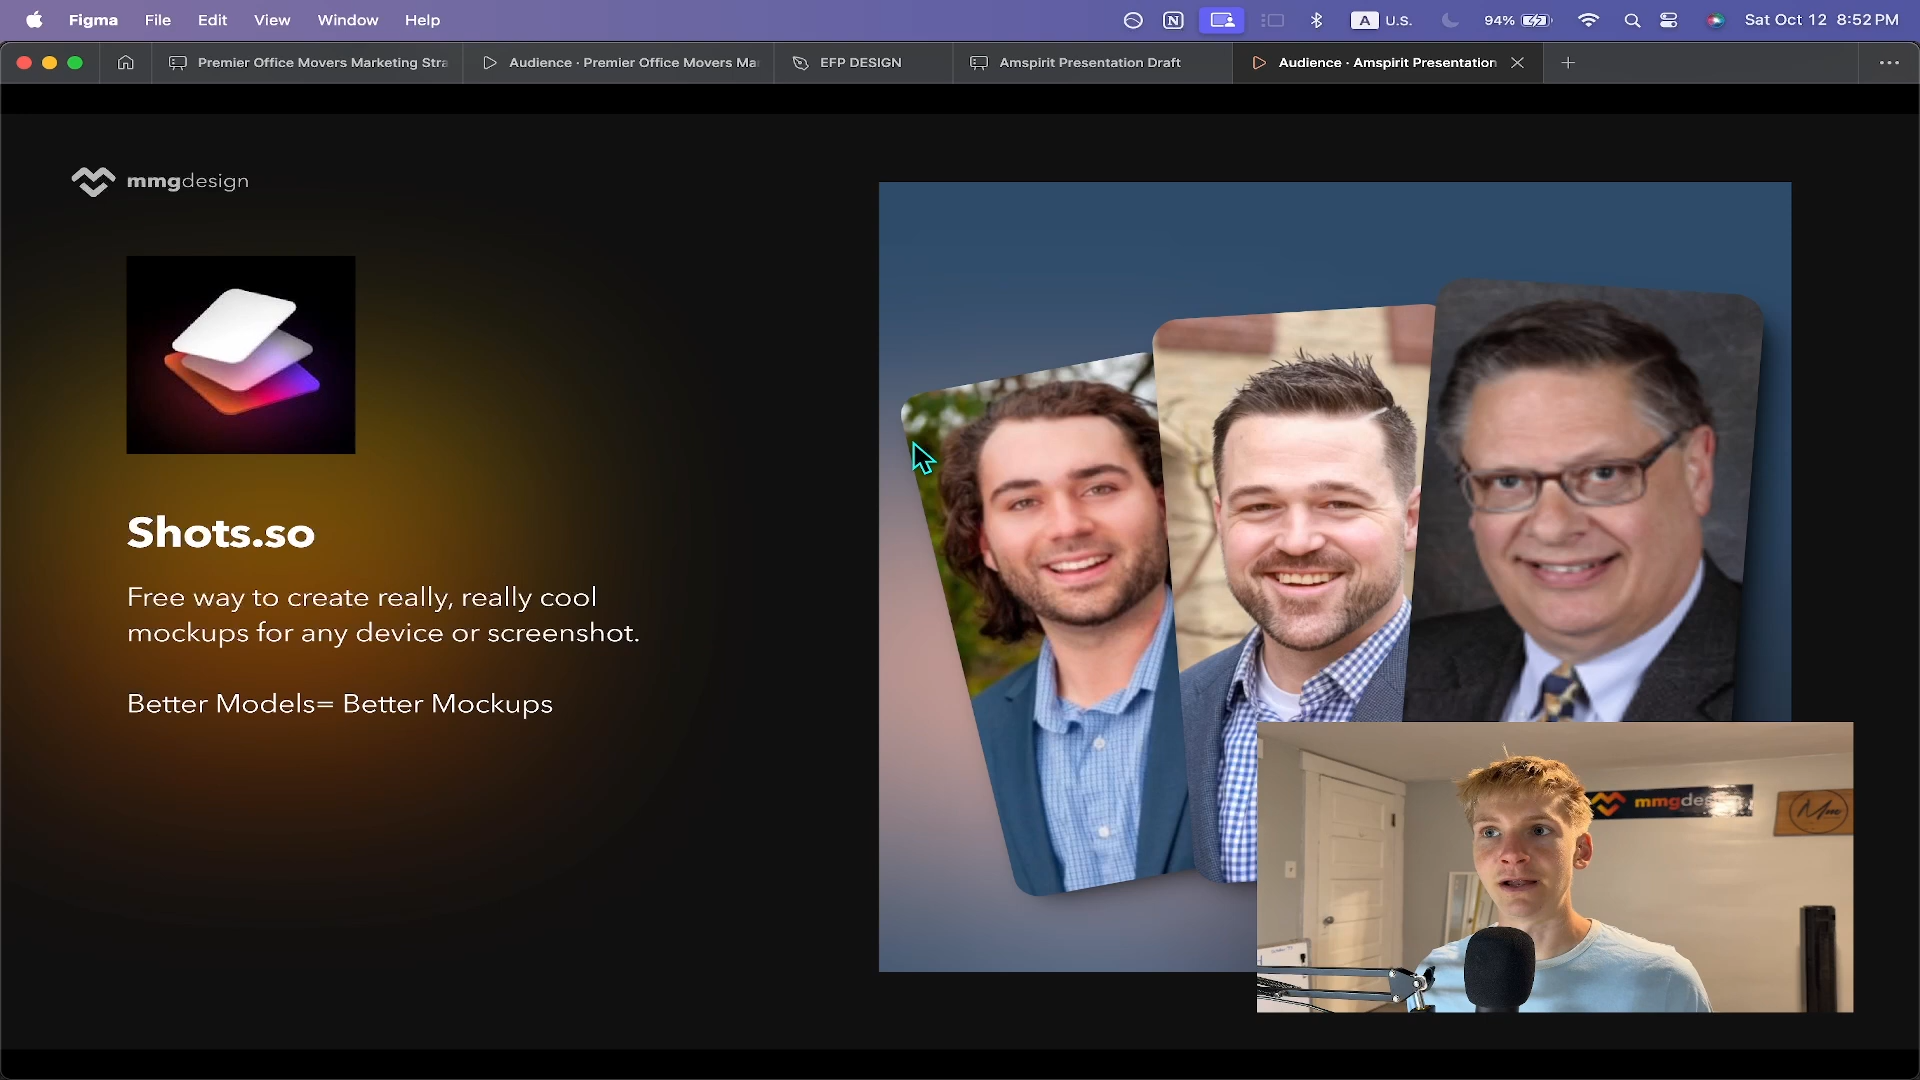 Figma File Edit View Window Help
A U.S. 94% Sat Oct 12 8:52 PM
Premier Office Movers Marketing Stra
Audience · Premier Office Movers Ma
EFP DESIGN
Amspirit Presentation Draft
Audience · Amspirit Presentation
mmgdesign
Shots.so
Free way to create really, really cool
mockups for any device or screenshot.
Better Models= Better Mockups